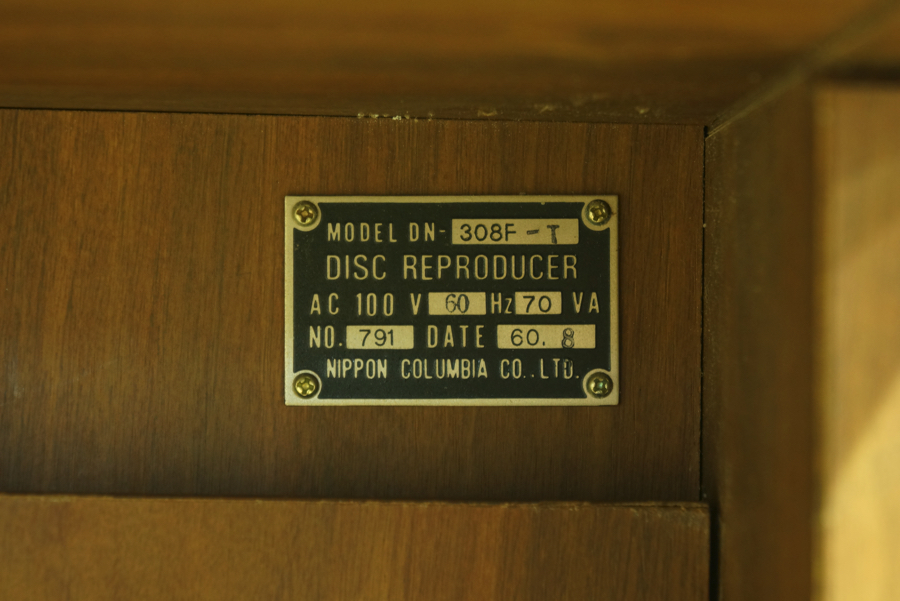 MODEL DN-308F-T
DISC REPRODUCER
AC 100 V 60 Hz 70 VA
NO. 791 DATE 60.8
NIPPON COLUMBIA CO.,LTD.